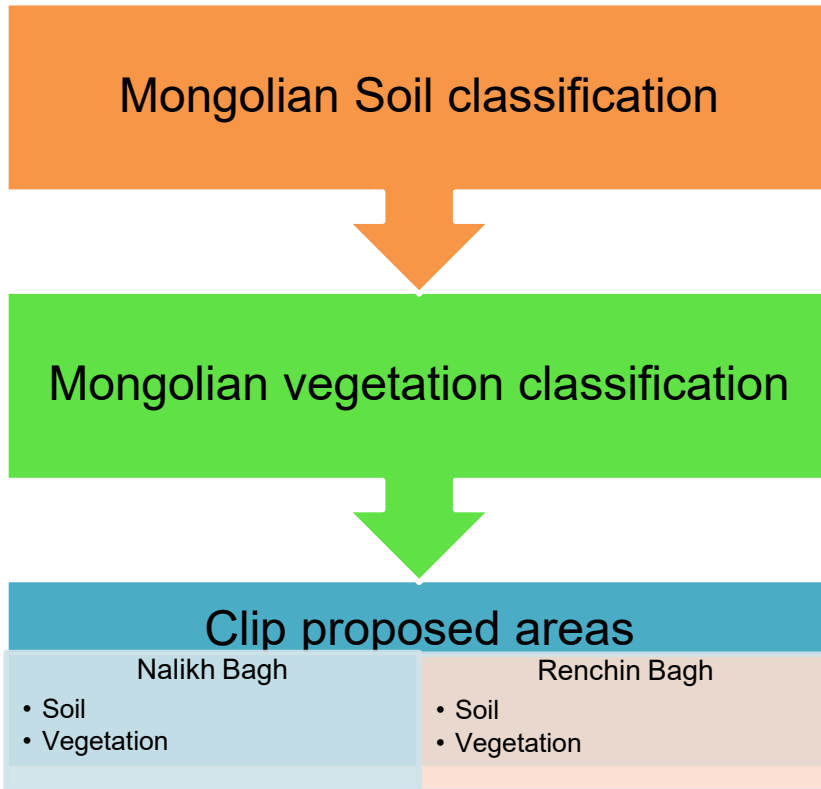 Mongolian Soil classification
Mongolian vegetation classification
Clip proposed areas
Nalikh Bagh
• Soil
• Vegetation
Renchin Bagh
• Soil
• Vegetation